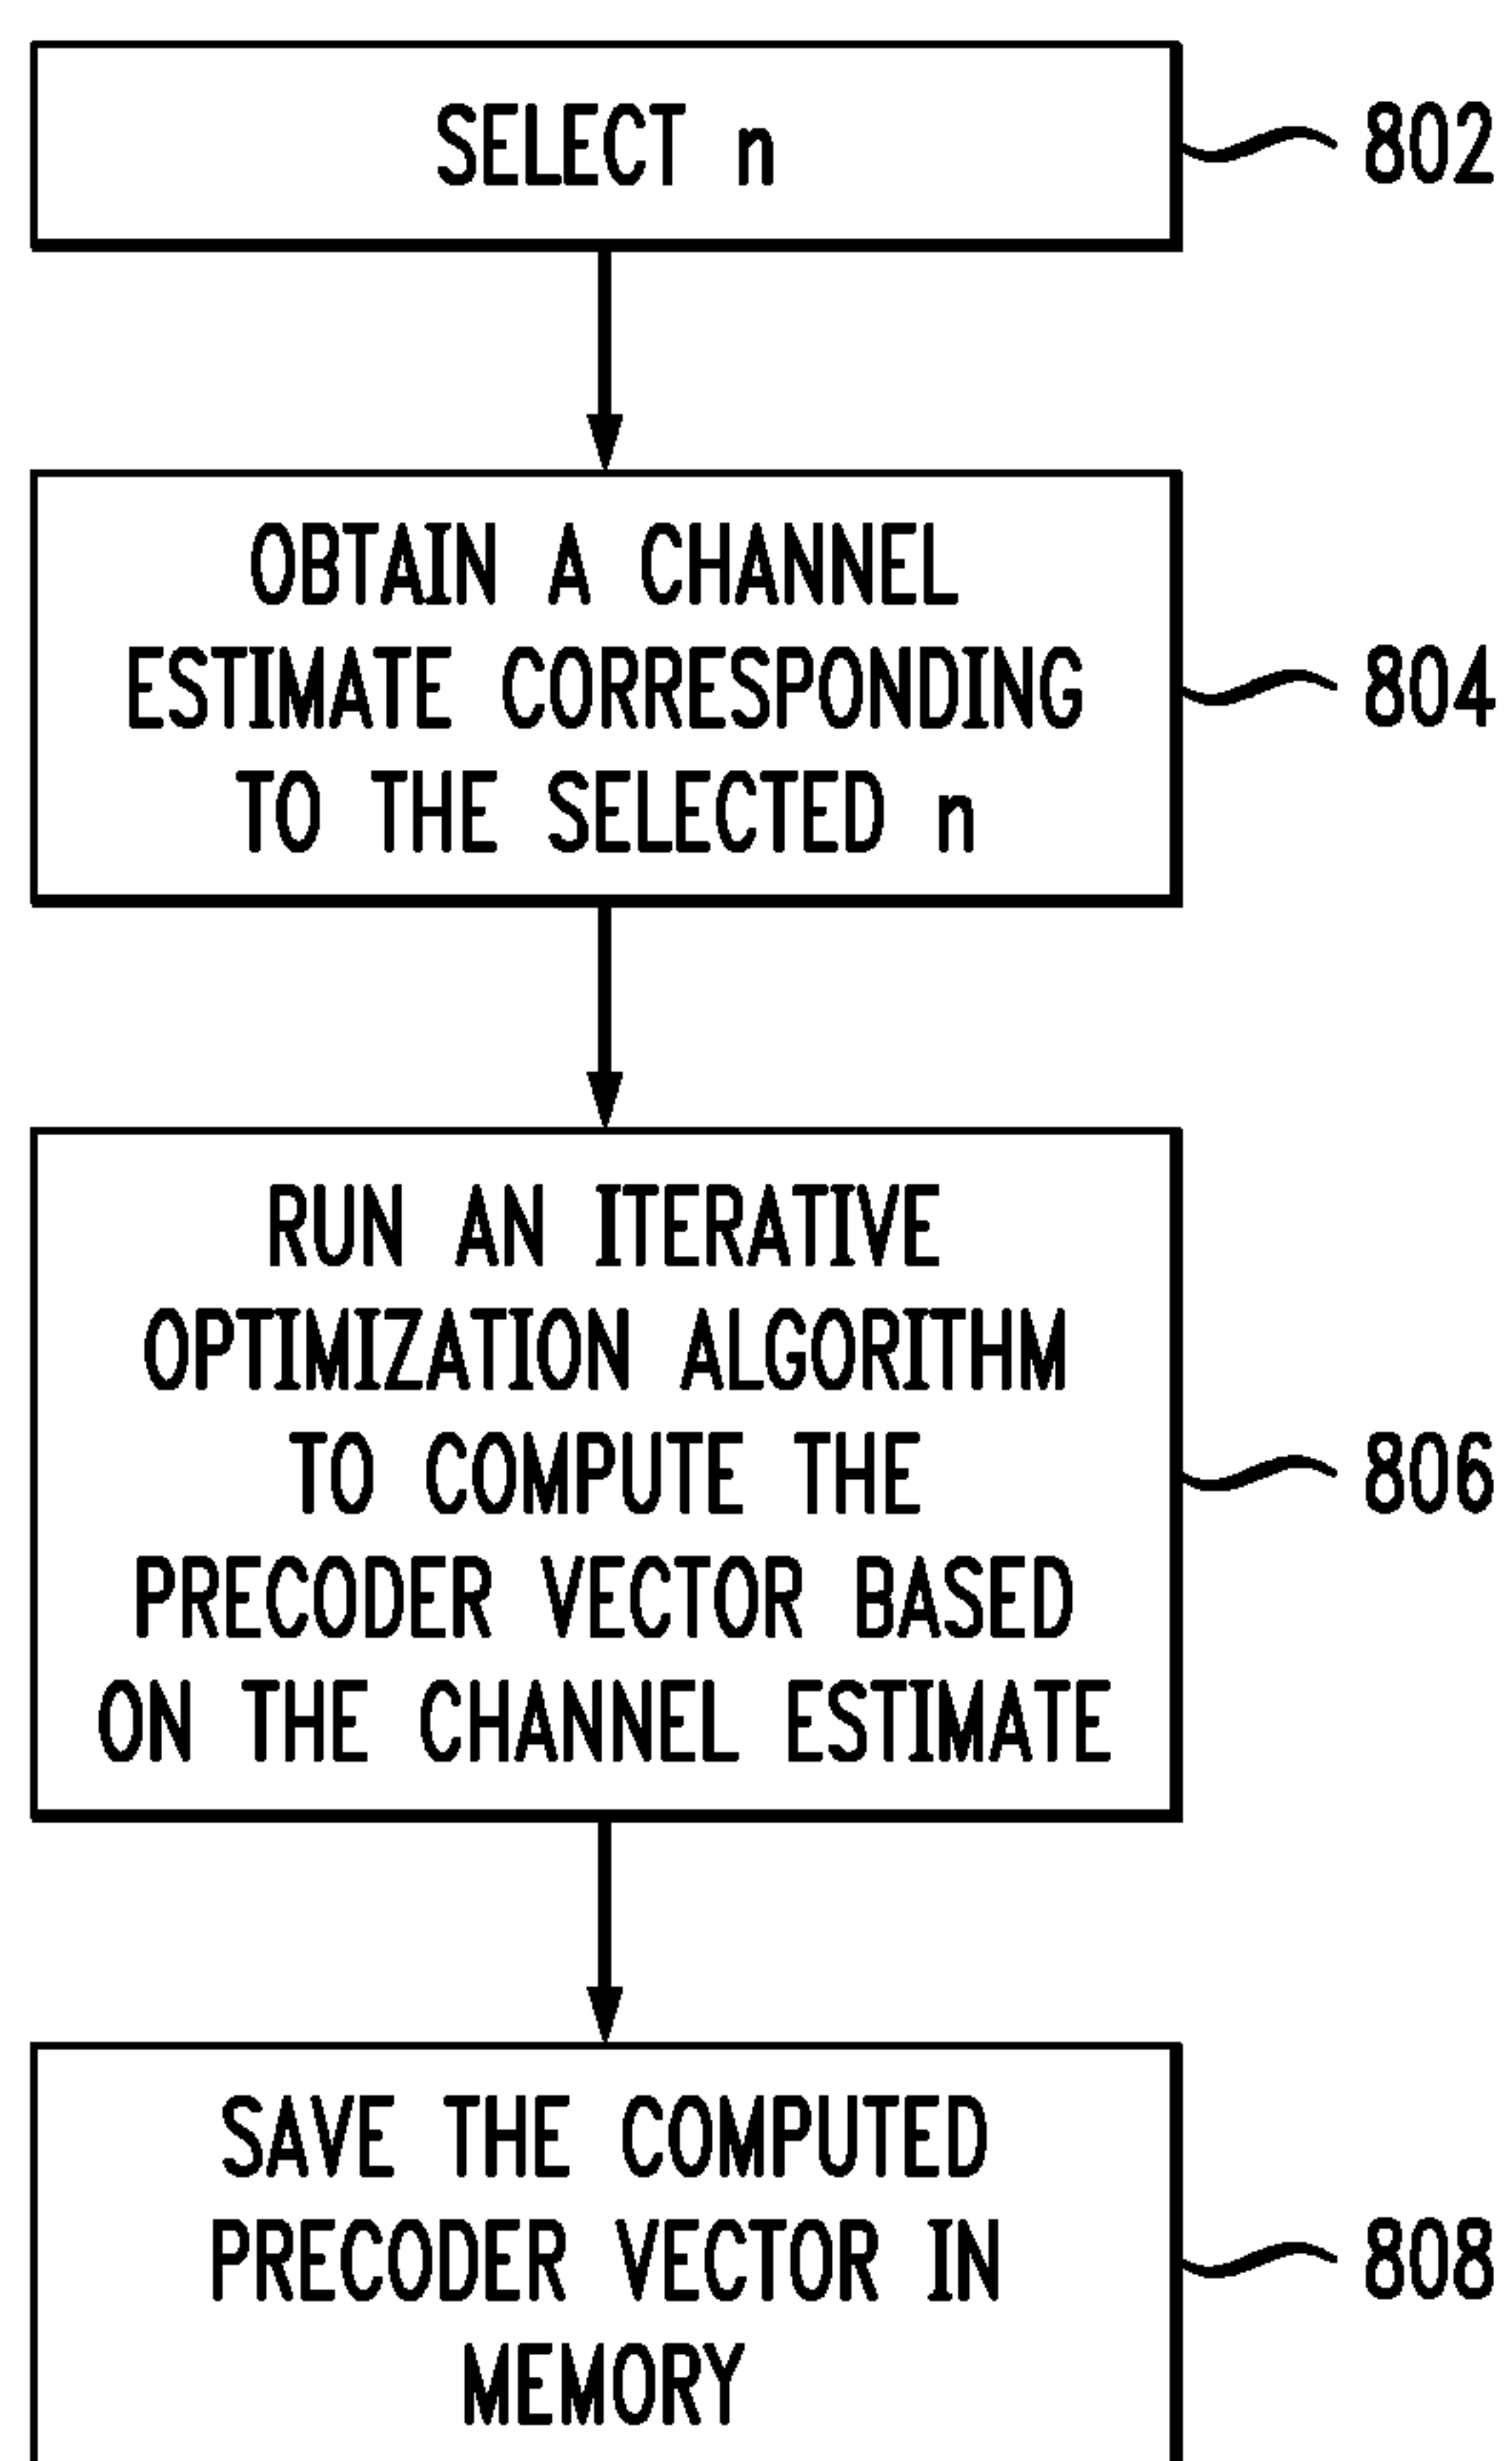 SELECT n
802
OBTAIN A CHANNEL
ESTIMATE CORRESPONDING
TO THE SELECTED n
804
RUN AN ITERATIVE
OPTIMIZATION ALGORITHM
TO COMPUTE THE
PRECODER VECTOR BASED
ON THE CHANNEL ESTIMATE
806
SAVE THE COMPUTED
PRECODER VECTOR IN
MEMORY
808